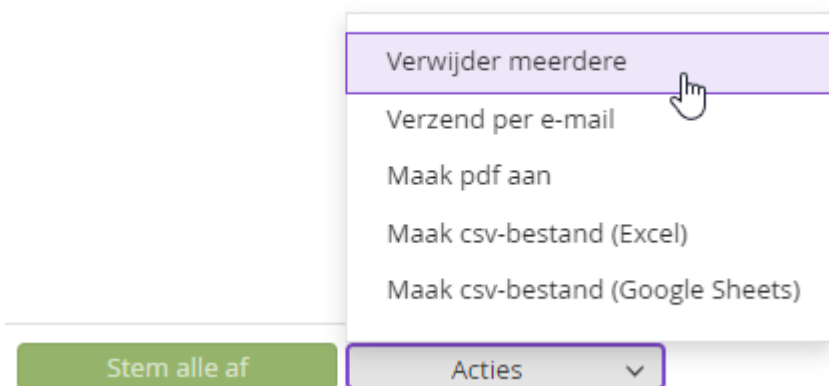 Verwijder meerdere
Verzend per e-mail
Maak pdf aan
Maak csv-bestand (Excel)
Maak csv-bestand (Google Sheets)
Stem alle af
Acties